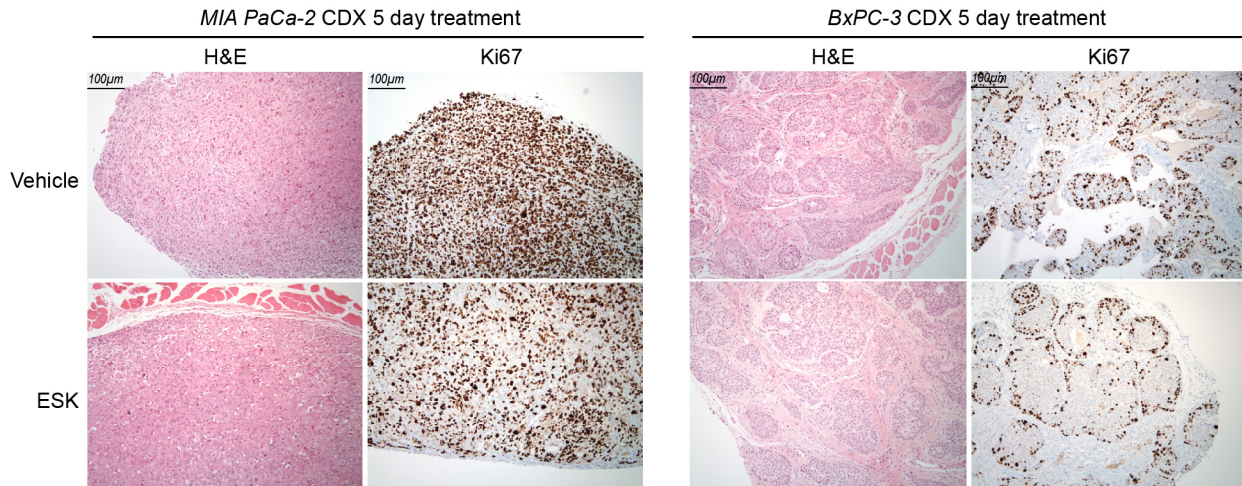 MIA PaCa-2 CDX 5 day treatment
BxPC-3 CDX 5 day treatment
H&E
Ki67
H&E
Ki67
100µm
100µm
100µm
100µm
Vehicle
ESK